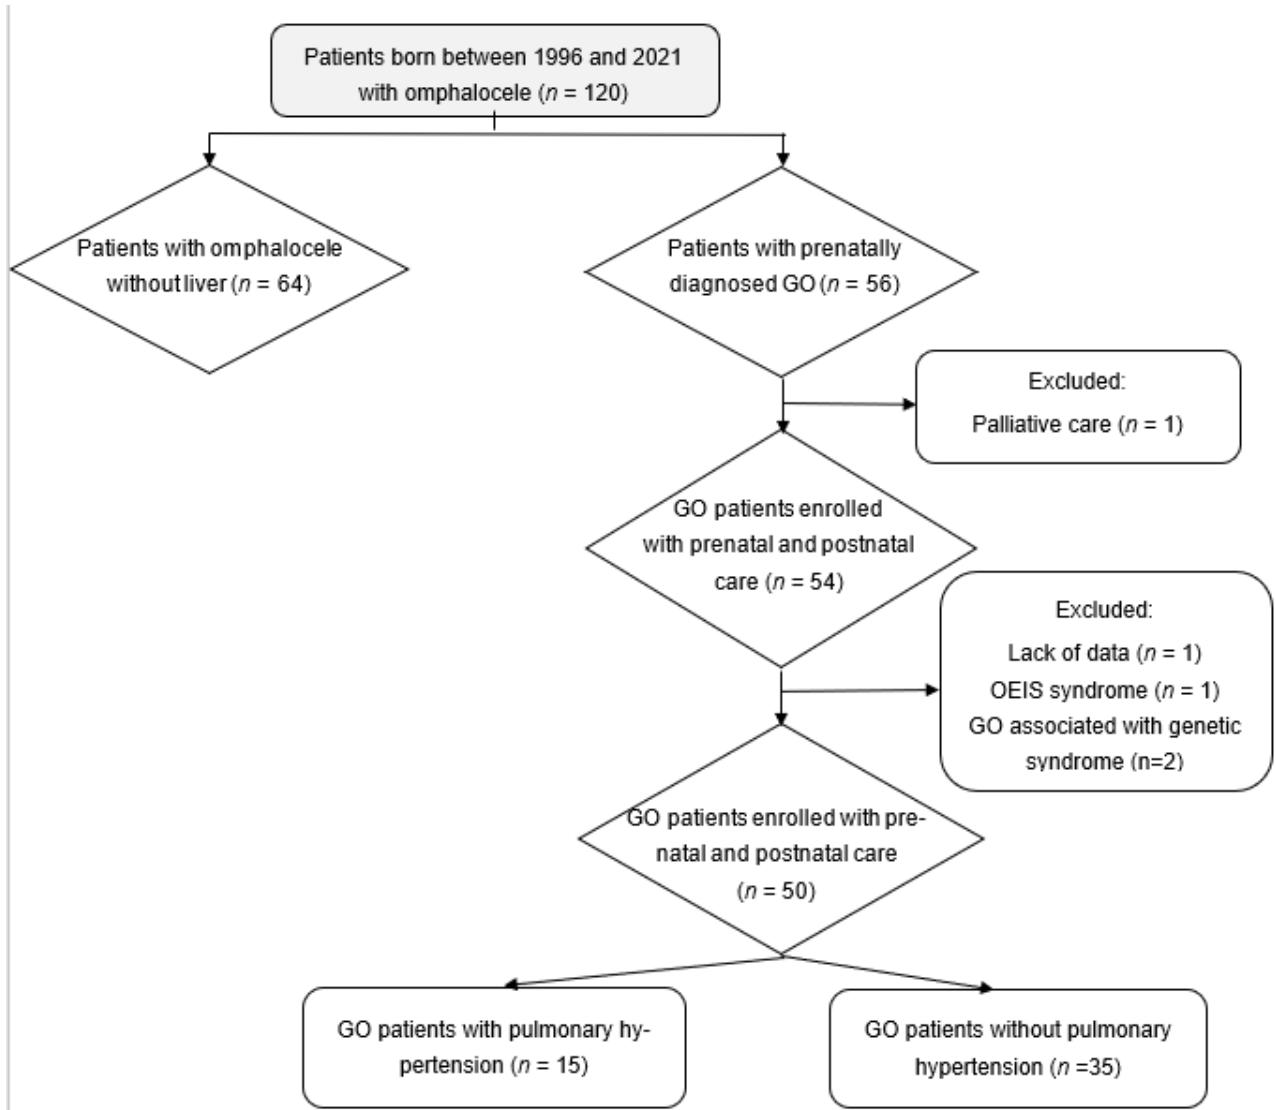 Patients born between 1996 and 2021
with omphalocele (n = 120)
Patients with omphalocele
without liver (n = 64)
Patients with prenatally
diagnosed GO (n = 56)
Excluded:
Palliative care (n = 1)
GO patients enrolled
with prenatal and postnatal
care (n = 54)
Excluded:
Lack of data (n = 1)
OEIS syndrome (n = 1)
GO associated with genetic
syndrome (n=2)
GO patients enrolled with pre-
natal and postnatal care
(n = 50)
GO patients with pulmonary hy-
pertension (n = 15)
GO patients without pulmonary
hypertension (n =35)